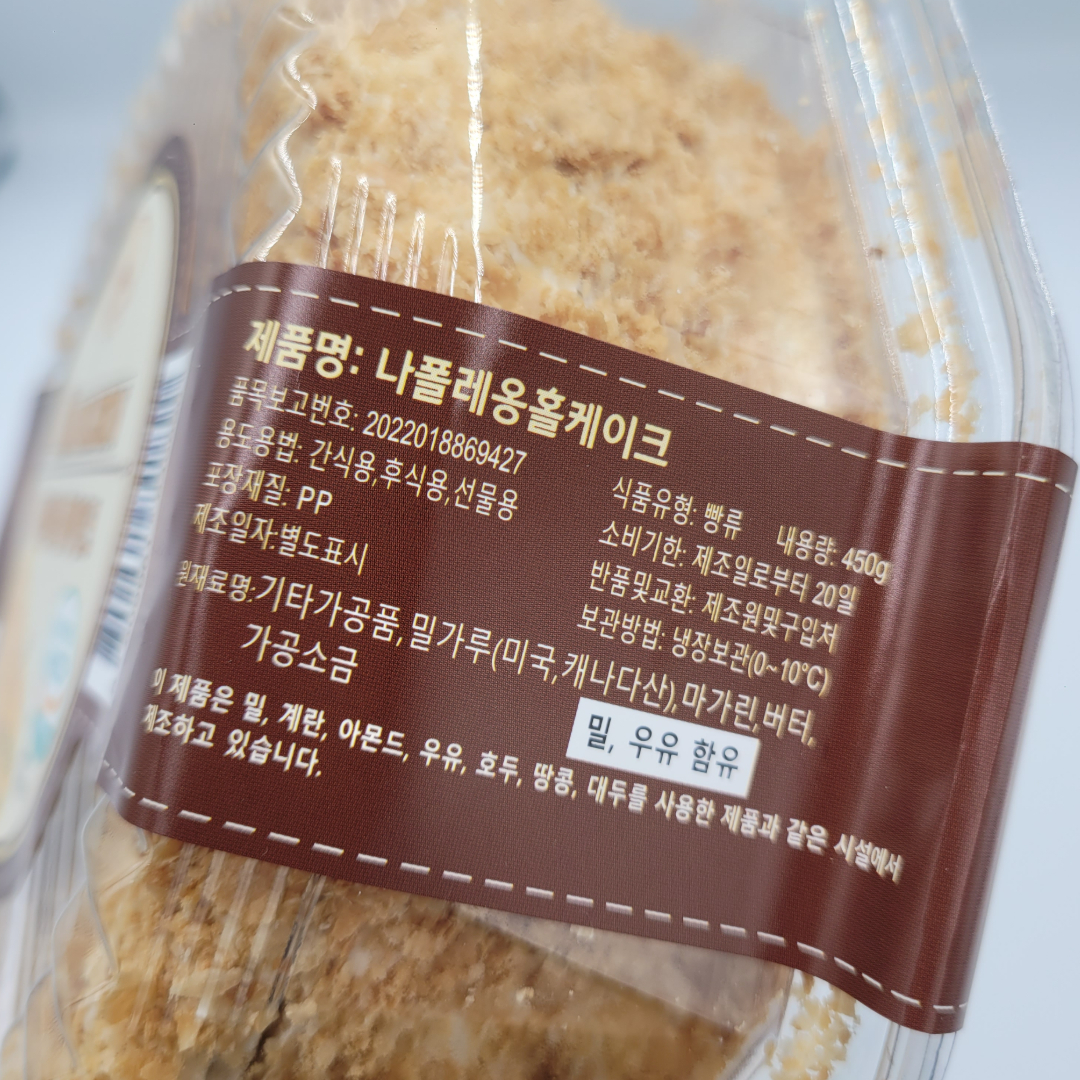 제품명: 나폴레옹홀케이크
품목보고번호: 2022018869427
용도용법: 간식용,후식용,선물용
포장재질: PP
제조일자:별도표시
식품유형: 빵류 내용량: 450g
소비기한: 제조일로부터 20일
반품및교환: 제조원및구입처
보관방법: 냉장보관(0~10°C)
원재료명:기타가공품,밀가루(미국,캐나다산),마가린,버터,
가공소금
밀, 우유 함유
이 제품은 밀, 계란, 아몬드, 우유, 호두, 땅콩, 대두를 사용한 제품과 같은 시설에서
제조하고 있습니다.